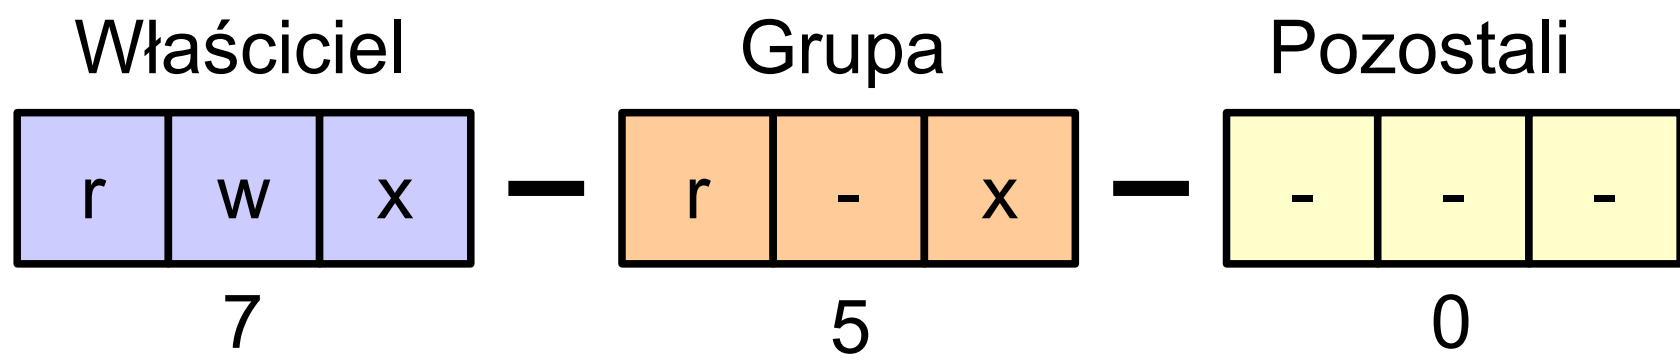 Właściciel Grupa Pozostali
r w x – r - x – - - -
7 5 0